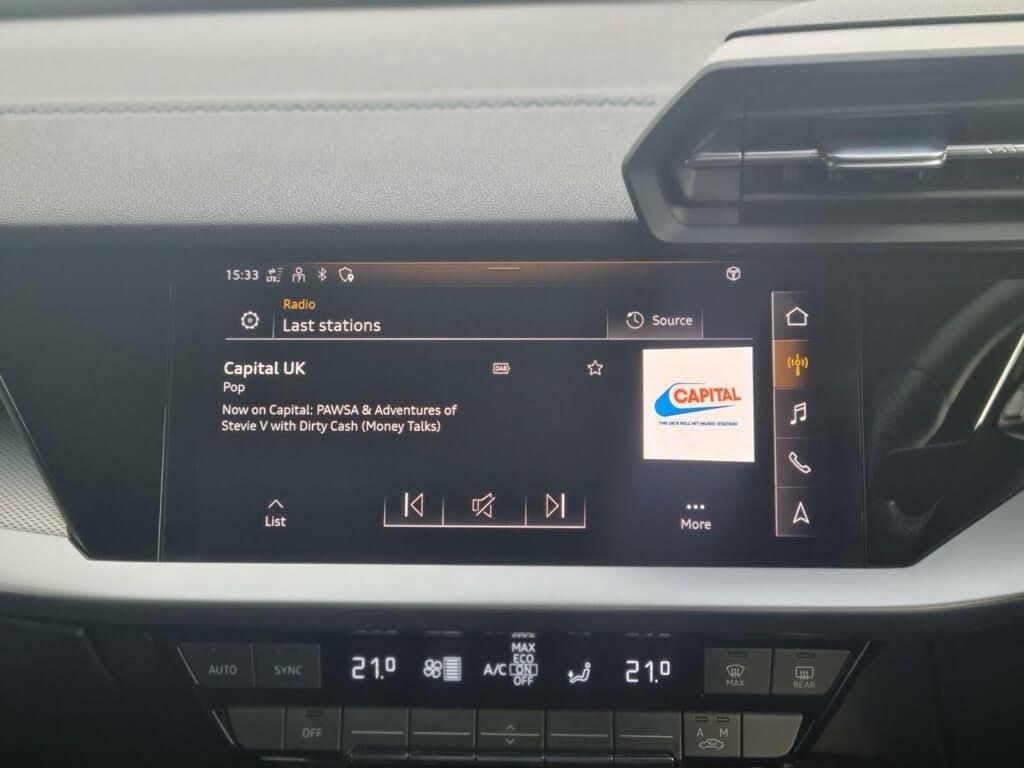 15:33 LTE
Radio
Last stations
Source
Capital UK
DAB
Pop
Now on Capital: PAWSA & Adventures of
Stevie V with Dirty Cash (Money Talks)
CAPITAL
THE UK'S NO.1 HIT MUSIC STATION
List
More
AUTO
SYNC
21.0
A/C
MAX
ECO
ON
OFF
21.0
MAX
REAR
OFF
A M